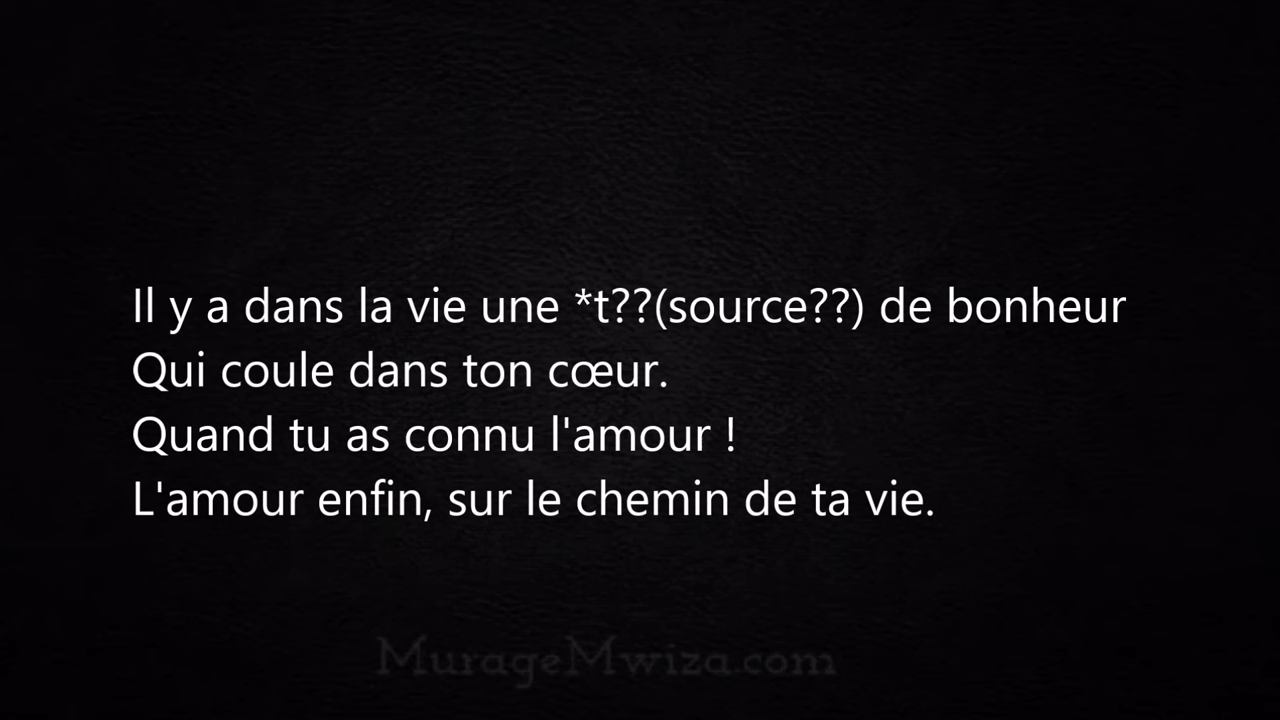 Il y a dans la vie une *t??(source??) de bonheur
Qui coule dans ton cœur.
Quand tu as connu l'amour !
L'amour enfin, sur le chemin de ta vie.
MurageMwiza.com